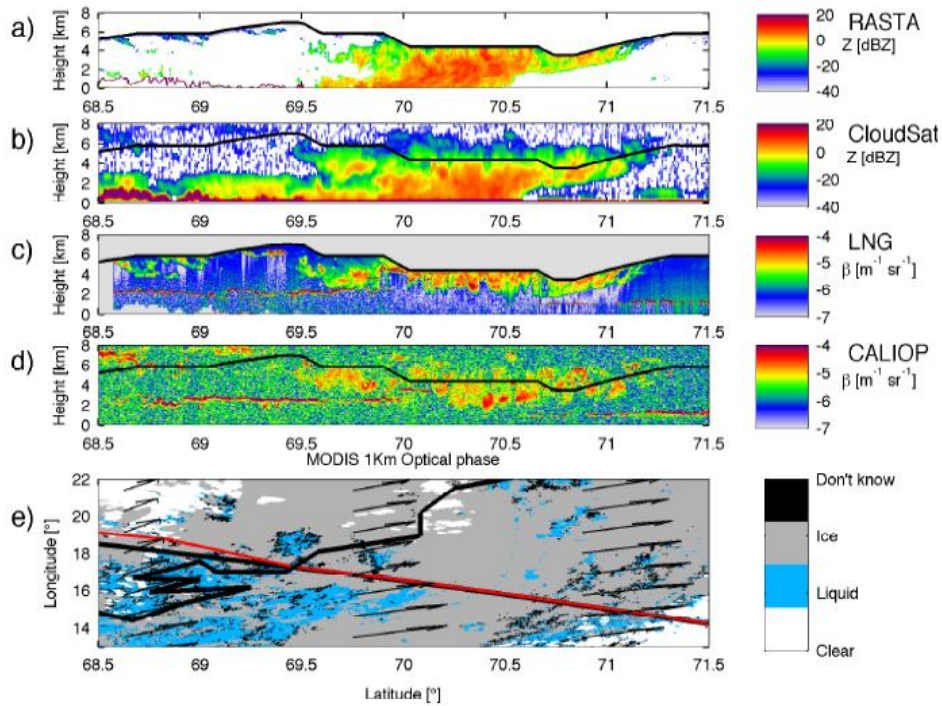 a)
Height [km]
8
6
4
2
0
68.5 69 69.5 70 70.5 71 71.5
20
0
-20
-40
RASTA
Z [dBZ]
b)
Height [km]
8
6
4
2
0
68.5 69 69.5 70 70.5 71 71.5
20
0
-20
-40
CloudSat
Z [dBZ]
c)
Height [km]
8
6
4
2
0
68.5 69 69.5 70 70.5 71 71.5
-4
-5
-6
-7
LNG
β [m⁻¹ sr⁻¹]
d)
Height [km]
8
6
4
2
0
68.5 69 69.5 70 70.5 71 71.5
-4
-5
-6
-7
CALIOP
β [m⁻¹ sr⁻¹]
MODIS 1Km Optical phase
e)
Longitude [°]
22
20
18
16
14
68.5 69 69.5 70 70.5 71 71.5
Latitude [°]
Don't know
Ice
Liquid
Clear